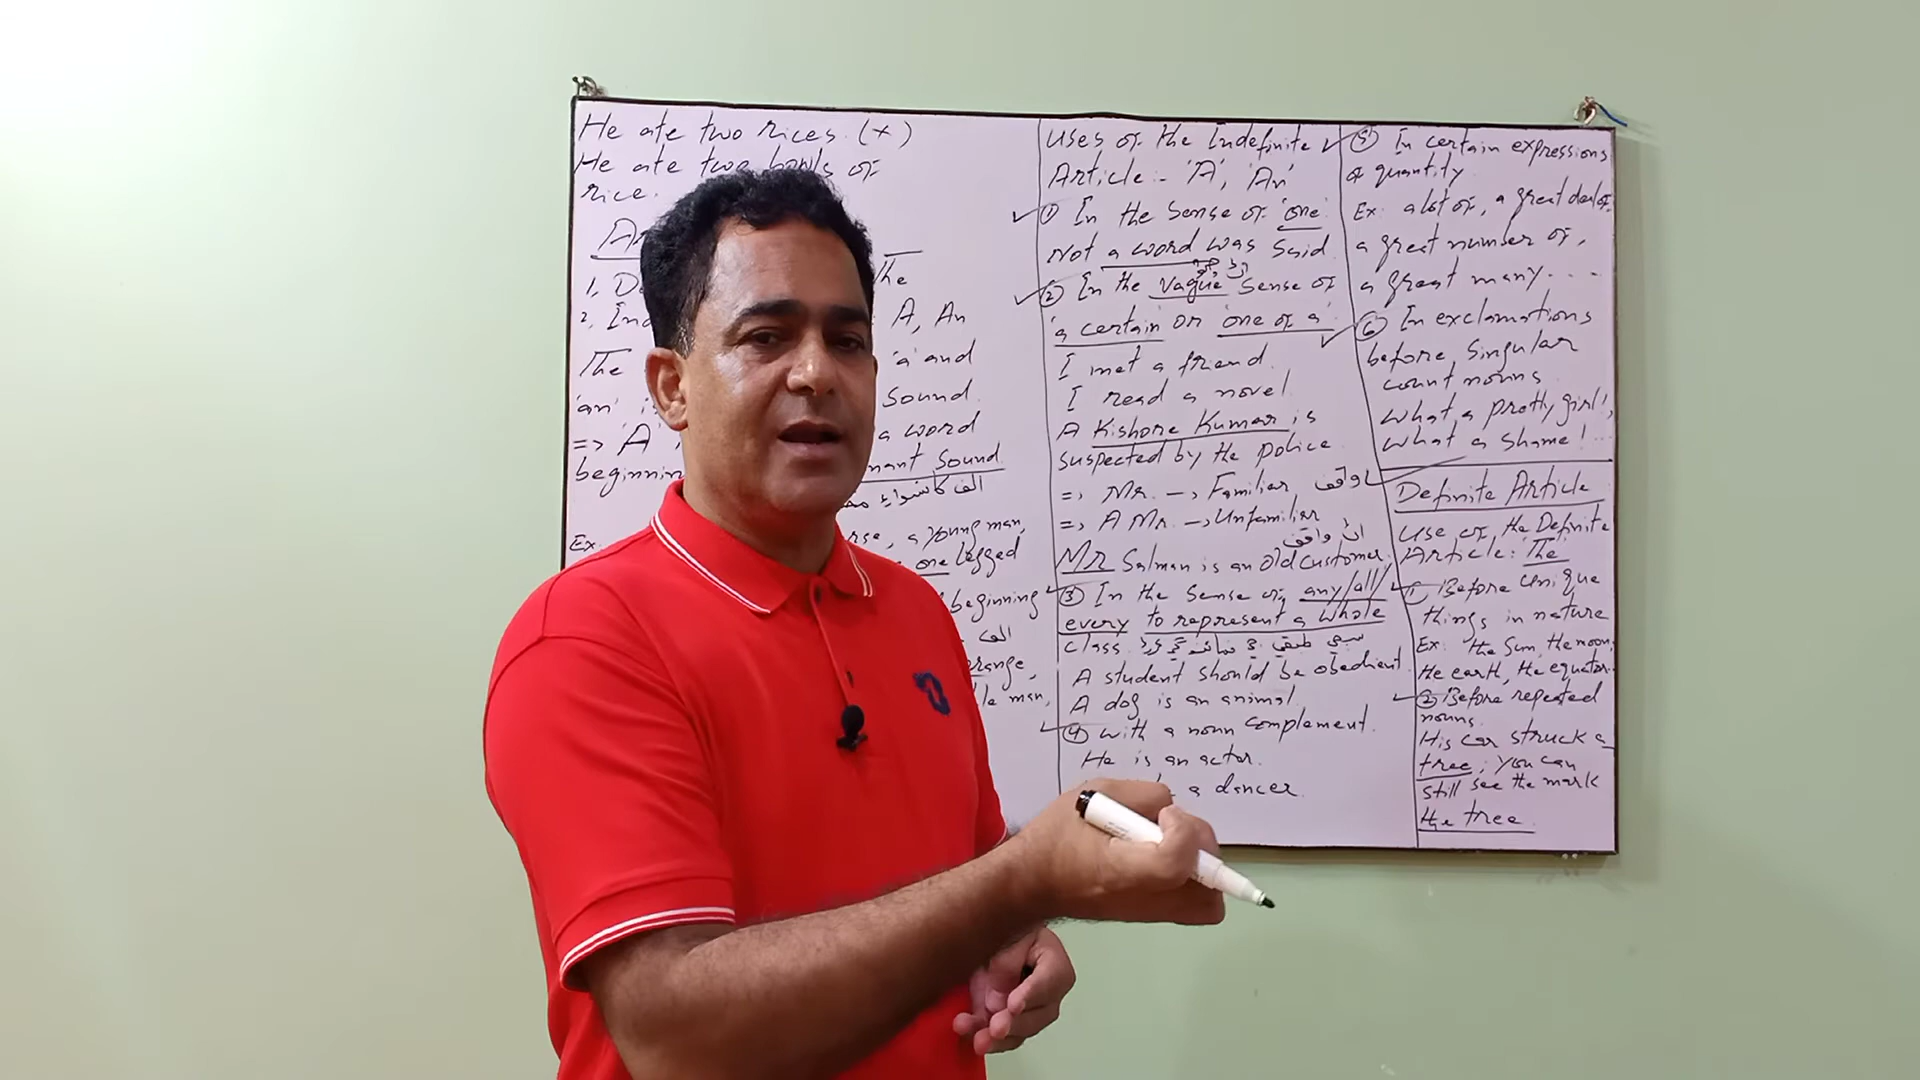 He ate two rices. (x)
He ate two bowls of
rice.
The
1.
2. A, An
The 'a' and
'an' sound.
=> 'A' a word
beginnin nant Sound
Ex: rse, a young man,
one legged
beginning
الف
range,
le man,
Uses of the Indefinite
Article:- 'A', 'An'
① In the sense of 'one'
Not a word was said.
② In the vague sense of
'a certain' or 'one of a'
I met a friend.
I read a novel.
A Kishore Kumar is
suspected by the police.
=> Mr. → Familiar واقف
=> A Mr. → Unfamiliar
اڻ واقف
Mr Salman is an old customer.
③ In the sense of any/all/
every to represent a whole
class.
A student should be obedient.
A dog is an animal.
④ with a noun complement.
He is an actor.
a dancer.
⑤ In certain expressions
of quantity.
Ex: a lot of, a great deal of,
a great number of,
a great many....
⑥ In exclamations
before singular
count nouns.
what a pretty girl!,
what a shame!...
Definite Article
Use of the Definite
Article: The
① Before unique
things in nature
Ex: the sun, the moon,
the earth, the equator.
② Before repeated
nouns.
His car struck a
tree; you can
still see the mark
the tree.